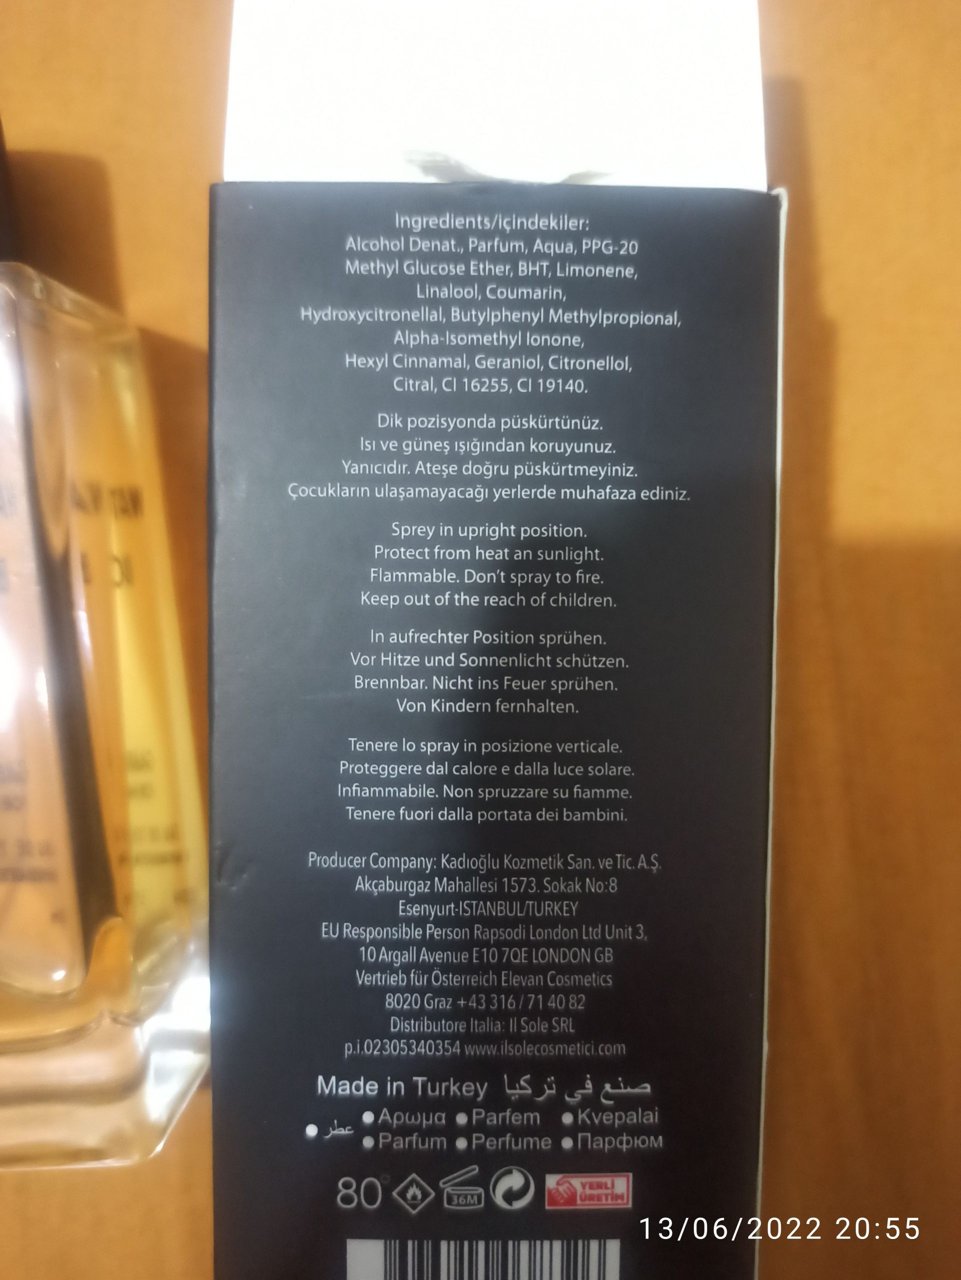 Ingredients/içindekiler:
Alcohol Denat., Parfum, Aqua, PPG-20
Methyl Glucose Ether, BHT, Limonene,
Linalool, Coumarin,
Hydroxycitronellal, Butylphenyl Methylpropional,
Alpha-Isomethyl Ionone,
Hexyl Cinnamal, Geraniol, Citronellol,
Citral, CI 16255, CI 19140.
Dik pozisyonda püskürtünüz.
Isı ve güneş ışığından koruyunuz.
Yanıcıdır. Ateşe doğru püskürtmeyiniz.
Çocukların ulaşamayacağı yerlerde muhafaza ediniz.
Sprey in upright position.
Protect from heat an sunlight.
Flammable. Don't spray to fire.
Keep out of the reach of children.
In aufrechter Position sprühen.
Vor Hitze und Sonnenlicht schützen.
Brennbar. Nicht ins Feuer sprühen.
Von Kindern fernhalten.
Tenere lo spray in posizione verticale.
Proteggere dal calore e dalla luce solare.
Infiammabile. Non spruzzare su fiamme.
Tenere fuori dalla portata dei bambini.
Producer Company: Kadıoğlu Kozmetik San. ve Tic. A.Ş.
Akçaburgaz Mahallesi 1573. Sokak No:8
Esenyurt-ISTANBUL/TURKEY
EU Responsible Person Rapsodi London Ltd Unit 3,
10 Argall Avenue E10 7QE LONDON GB
Vertrieb für Österreich Elevan Cosmetics
8020 Graz +43 316 / 71 40 82
Distributore Italia: Il Sole SRL
p.i.02305340354 www.ilsolecosmetici.com
Made in Turkey صنع في تركيا
●عطر ●Αρωμα ●Parfem ●Kvepalai
●Parfum ●Perfume ●Парфюм
80° 36M YERLİ ÜRETİM
13/06/2022 20:55